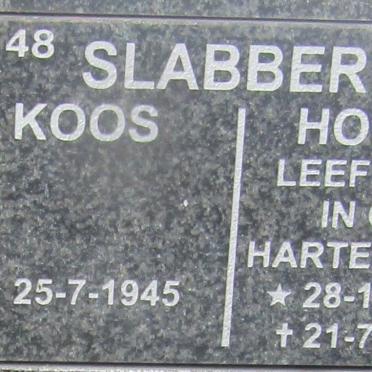 48 SLABBER
KOOS
HO
LEEF
IN
HARTE
25-7-1945
★ 28-1
✝ 21-7